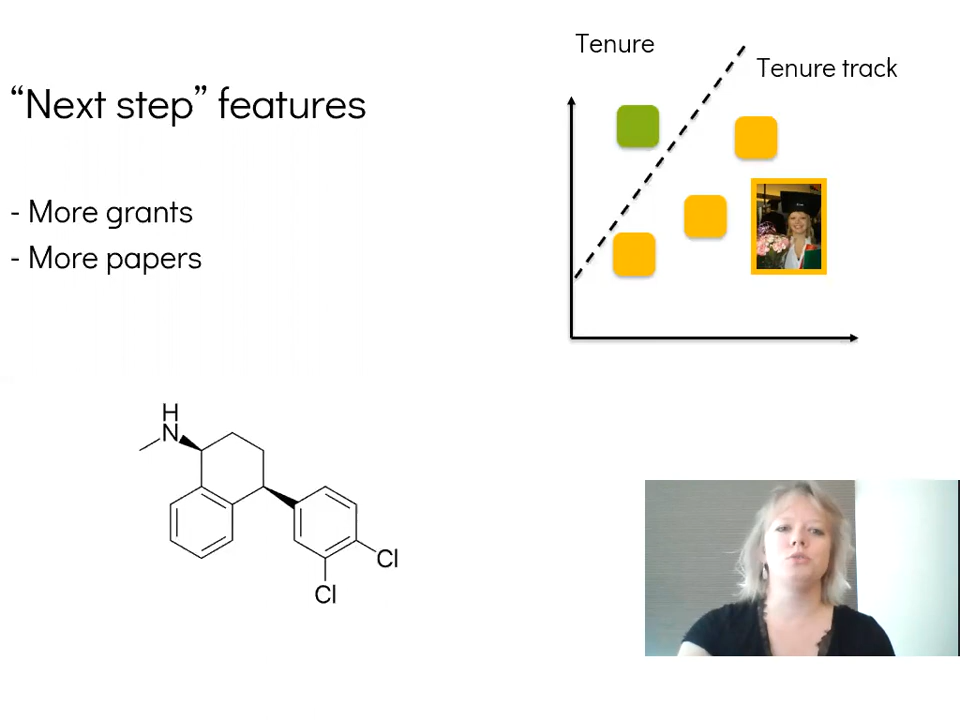 Tenure
Tenure track
“Next step” features
- More grants
- More papers
H
N
Cl
Cl